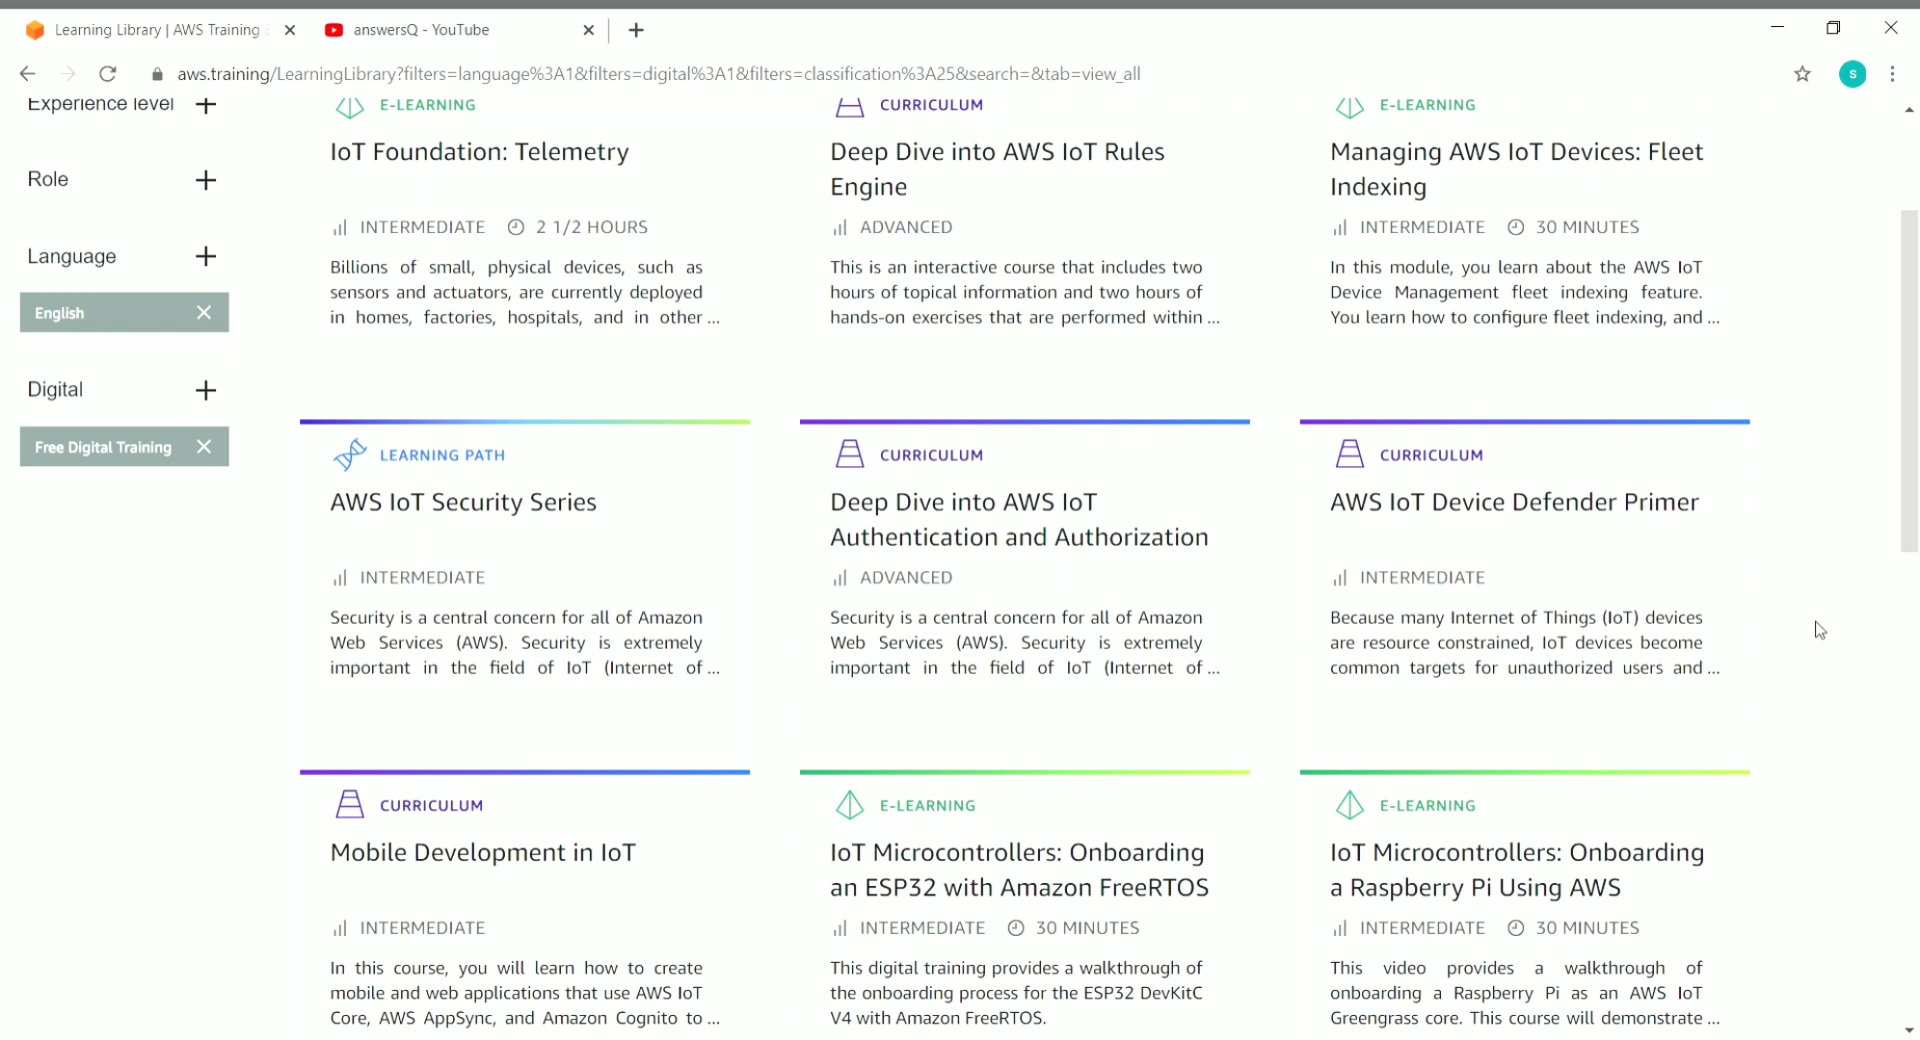 Learning Library | AWS Training
answersQ - YouTube
aws.training/LearningLibrary?filters=language%3A1&filters=digital%3A1&filters=classification%3A25&search=&tab=view_all
S
Experience level
Role
Language
English
Digital
Free Digital Training
E-LEARNING
IoT Foundation: Telemetry
INTERMEDIATE 2 1/2 HOURS
Billions of small, physical devices, such as
sensors and actuators, are currently deployed
in homes, factories, hospitals, and in other ...
CURRICULUM
Deep Dive into AWS IoT Rules
Engine
ADVANCED
This is an interactive course that includes two
hours of topical information and two hours of
hands-on exercises that are performed within ...
E-LEARNING
Managing AWS IoT Devices: Fleet
Indexing
INTERMEDIATE 30 MINUTES
In this module, you learn about the AWS IoT
Device Management fleet indexing feature.
You learn how to configure fleet indexing, and ...
LEARNING PATH
AWS IoT Security Series
INTERMEDIATE
Security is a central concern for all of Amazon
Web Services (AWS). Security is extremely
important in the field of IoT (Internet of ...
CURRICULUM
Deep Dive into AWS IoT
Authentication and Authorization
ADVANCED
Security is a central concern for all of Amazon
Web Services (AWS). Security is extremely
important in the field of IoT (Internet of ...
CURRICULUM
AWS IoT Device Defender Primer
INTERMEDIATE
Because many Internet of Things (IoT) devices
are resource constrained, IoT devices become
common targets for unauthorized users and ...
CURRICULUM
Mobile Development in IoT
INTERMEDIATE
In this course, you will learn how to create
mobile and web applications that use AWS IoT
Core, AWS AppSync, and Amazon Cognito to ...
E-LEARNING
IoT Microcontrollers: Onboarding
an ESP32 with Amazon FreeRTOS
INTERMEDIATE 30 MINUTES
This digital training provides a walkthrough of
the onboarding process for the ESP32 DevKitC
V4 with Amazon FreeRTOS.
E-LEARNING
IoT Microcontrollers: Onboarding
a Raspberry Pi Using AWS
INTERMEDIATE 30 MINUTES
This video provides a walkthrough of
onboarding a Raspberry Pi as an AWS IoT
Greengrass core. This course will demonstrate ...